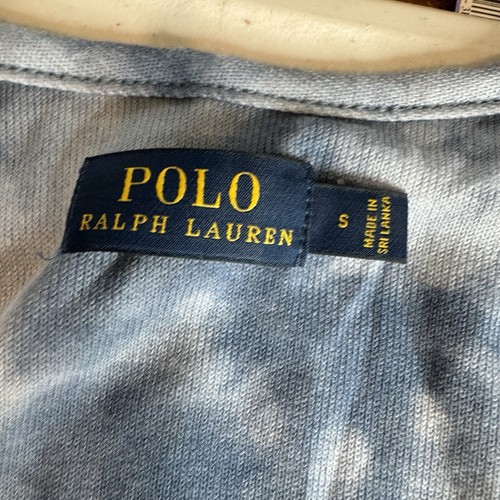 POLO
RALPH LAUREN
S
MADE IN
SRI LANKA